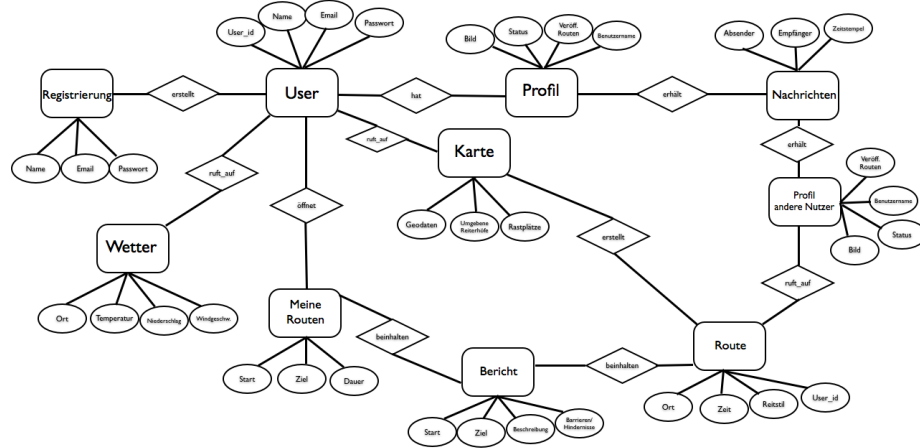 Name
Email
User_id
Passwort
Bild
Status
Veröff.
Routen
Benutzername
Absender
Empfänger
Zeitstempel
Registrierung
erstellt
User
hat
Profil
erhält
Nachrichten
Name
Email
Passwort
ruft_auf
ruft_auf
Karte
erhält
Veröff.
Routen
Benutzername
Status
Bild
Profil
andere Nutzer
öffnet
Geodaten
Umgebene
Reiterhöfe
Rastplätze
erstellt
Wetter
ruft_auf
Ort
Temperatur
Niederschlag
Windgeschw.
Meine
Routen
beinhalten
Start
Ziel
Dauer
Bericht
beinhalten
Route
Start
Ziel
Beschreibung
Barrieren/
Hindernisse
Ort
Zeit
Reitstil
User_id